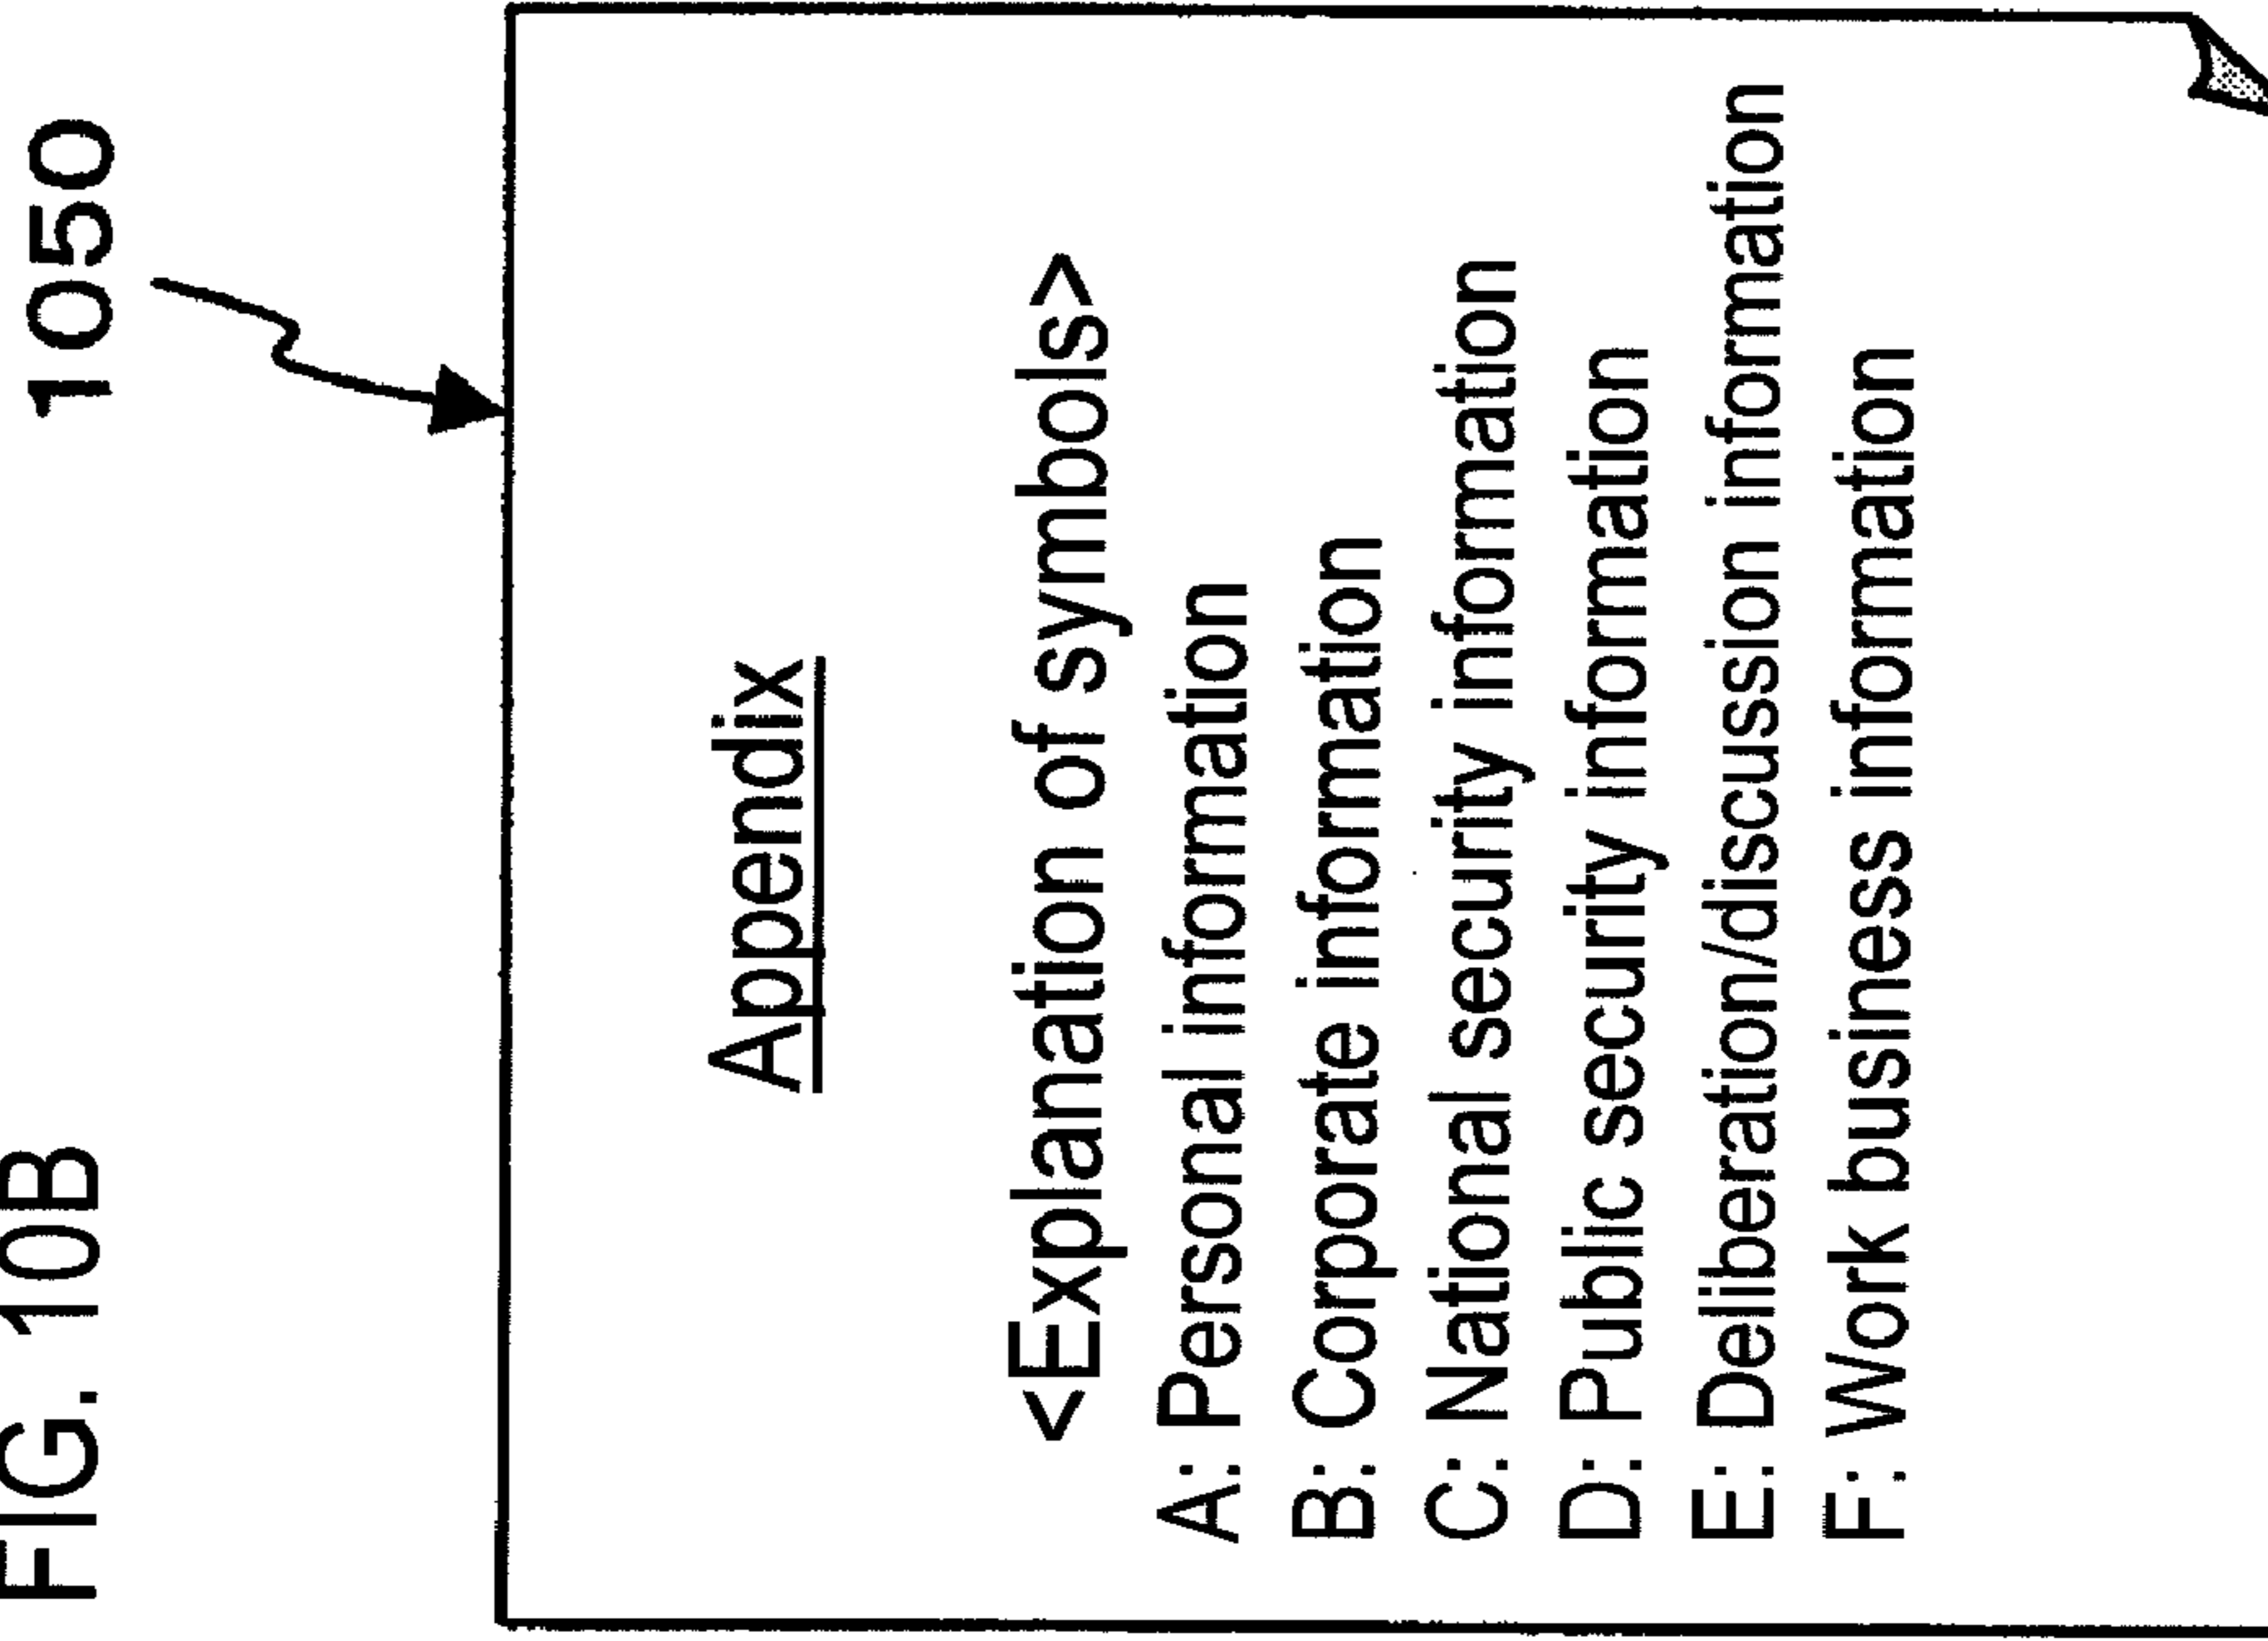 FIG. 10B
1050
Appendix
<Explanation of symbols>
A: Personal information
B: Corporate information
C: National security information
D: Public security information
E: Deliberation/discussion information
F: Work business information